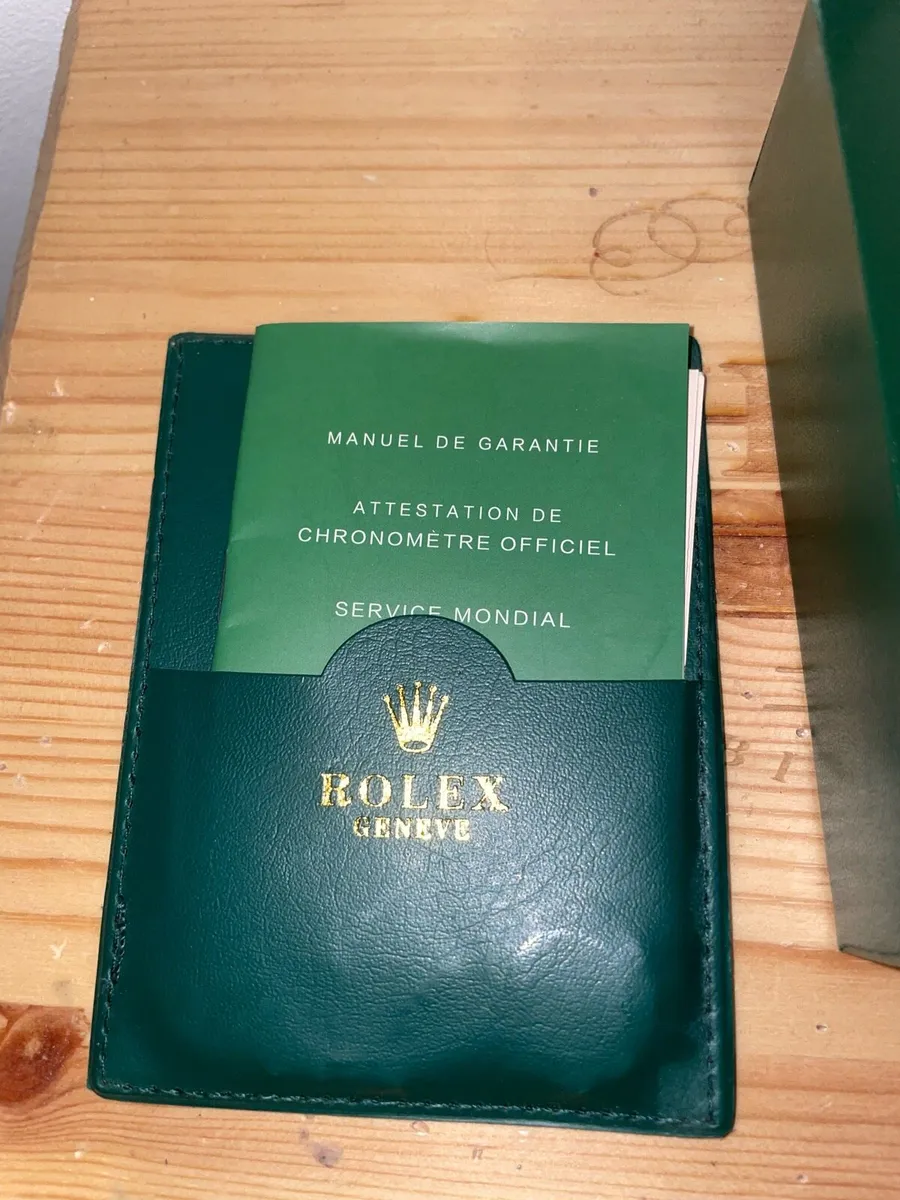 MANUEL DE GARANTIE
ATTESTATION DE
CHRONOMÈTRE OFFICIEL
SERVICE MONDIAL
ROLEX
GENEVE